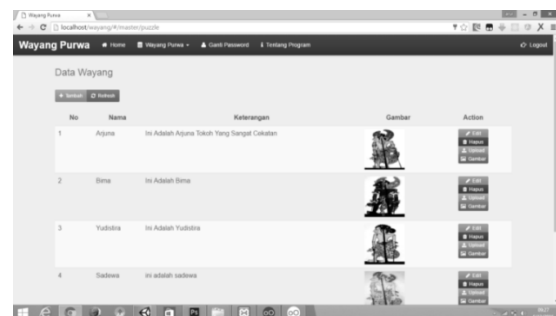 Wayang Purwa
localhost/wayang/#/master/puzzle
Wayang Purwa Home Wayang Purwa Ganti Password Tentang Program Logout
Data Wayang
+ Tambah Refresh
No Nama Keterangan Gambar Action
1 Arjuna Ini Adalah Arjuna Tokoh Yang Sangat Cekatan
Edit
Hapus
Upload
Gambar
2 Bima Ini Adalah Bima
Edit
Hapus
Upload
Gambar
3 Yudistira Ini Adalah Yudistira
Edit
Hapus
Upload
Gambar
4 Sadewa ini adalah sadewa
Edit
Hapus
Upload
Gambar